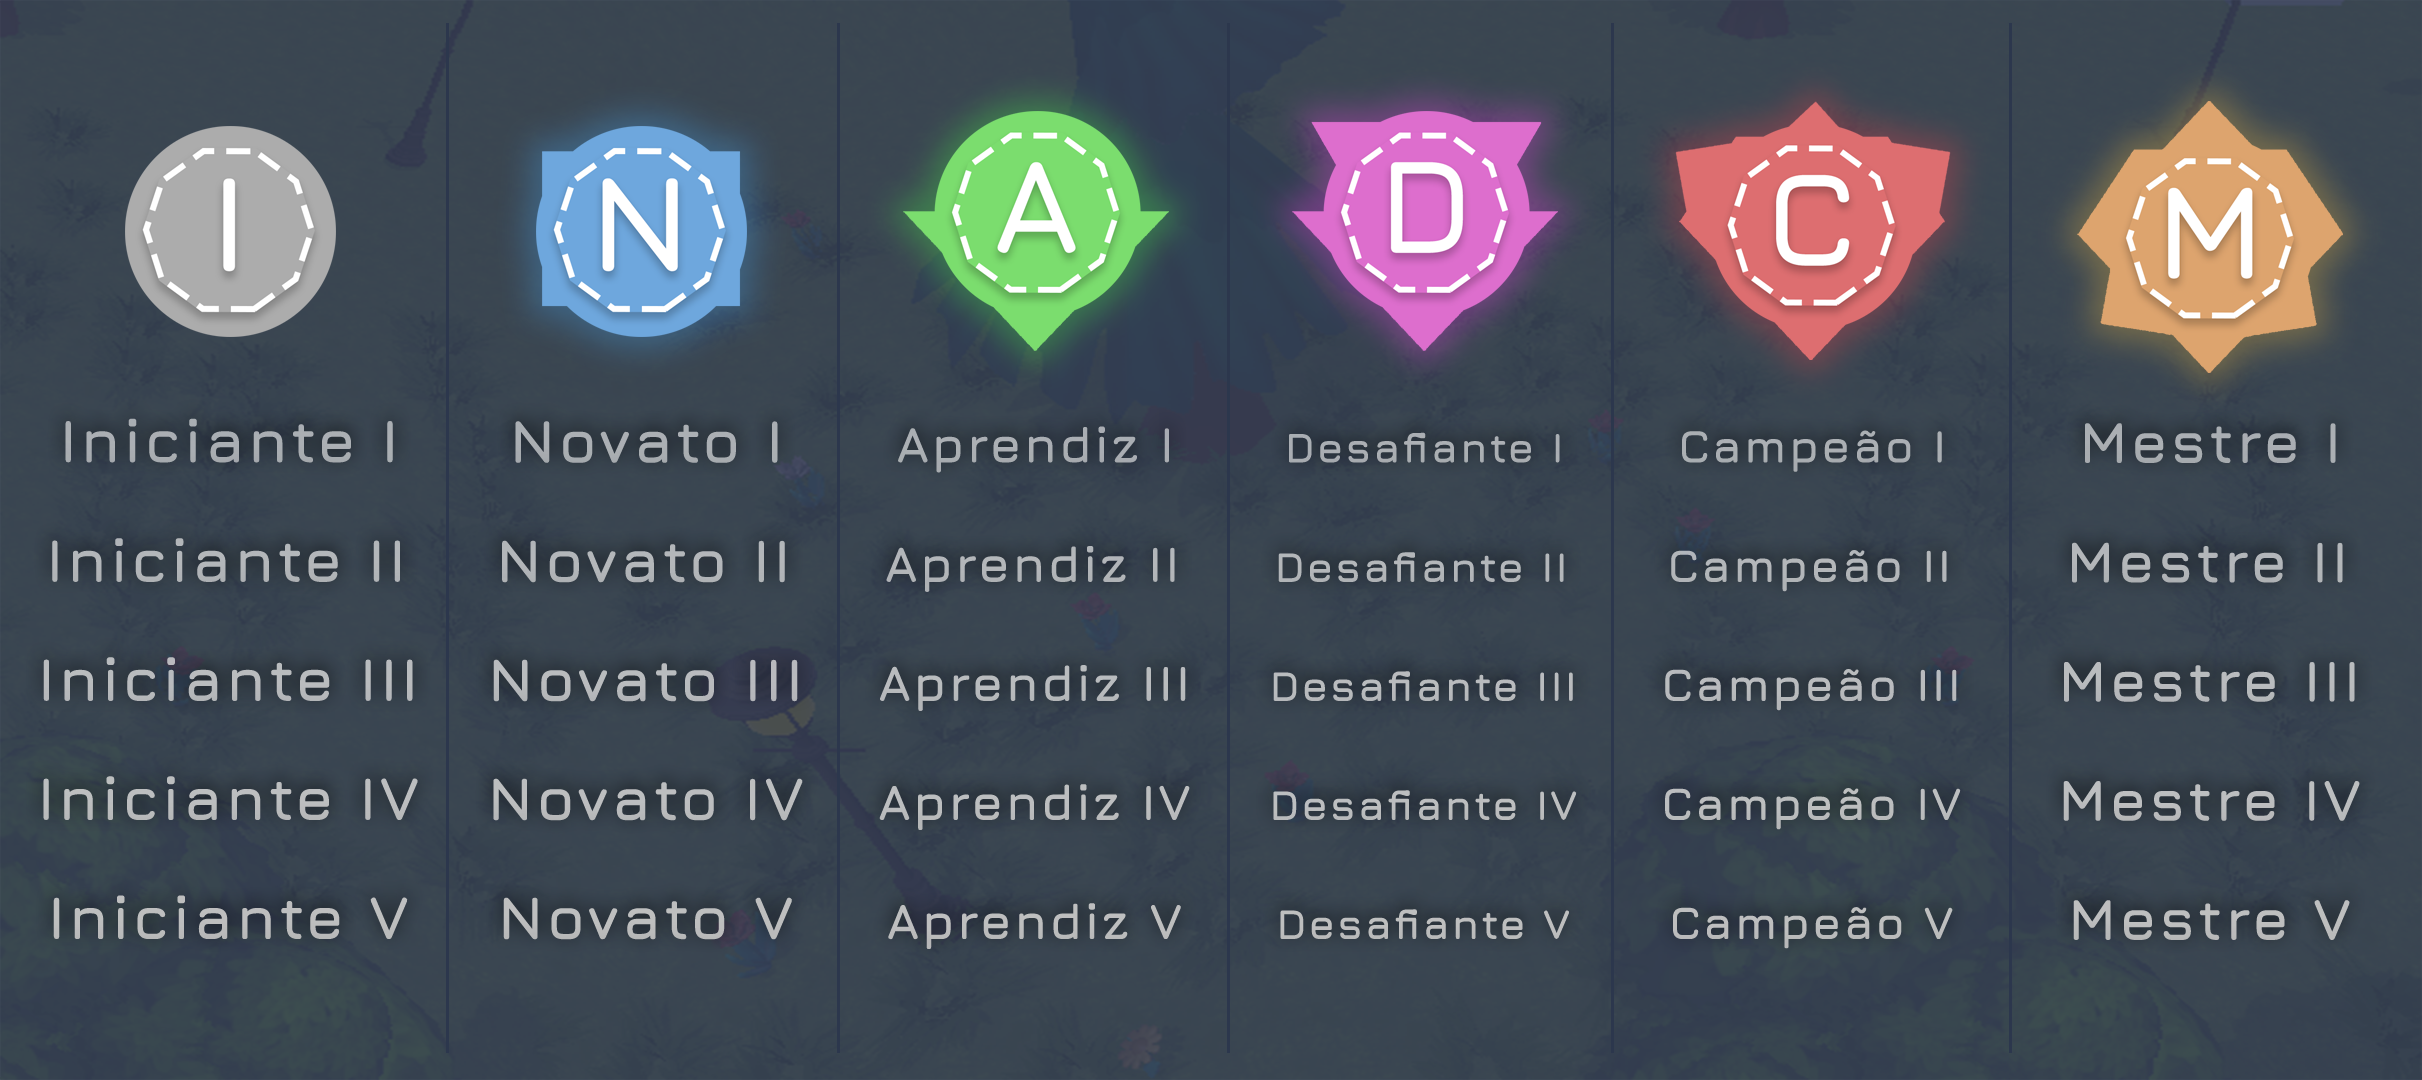 I N A D C M
Iniciante I Novato I Aprendiz I Desafiante I Campeão I Mestre I
Iniciante II Novato II Aprendiz II Desafiante II Campeão II Mestre II
Iniciante III Novato III Aprendiz III Desafiante III Campeão III Mestre III
Iniciante IV Novato IV Aprendiz IV Desafiante IV Campeão IV Mestre IV
Iniciante V Novato V Aprendiz V Desafiante V Campeão V Mestre V